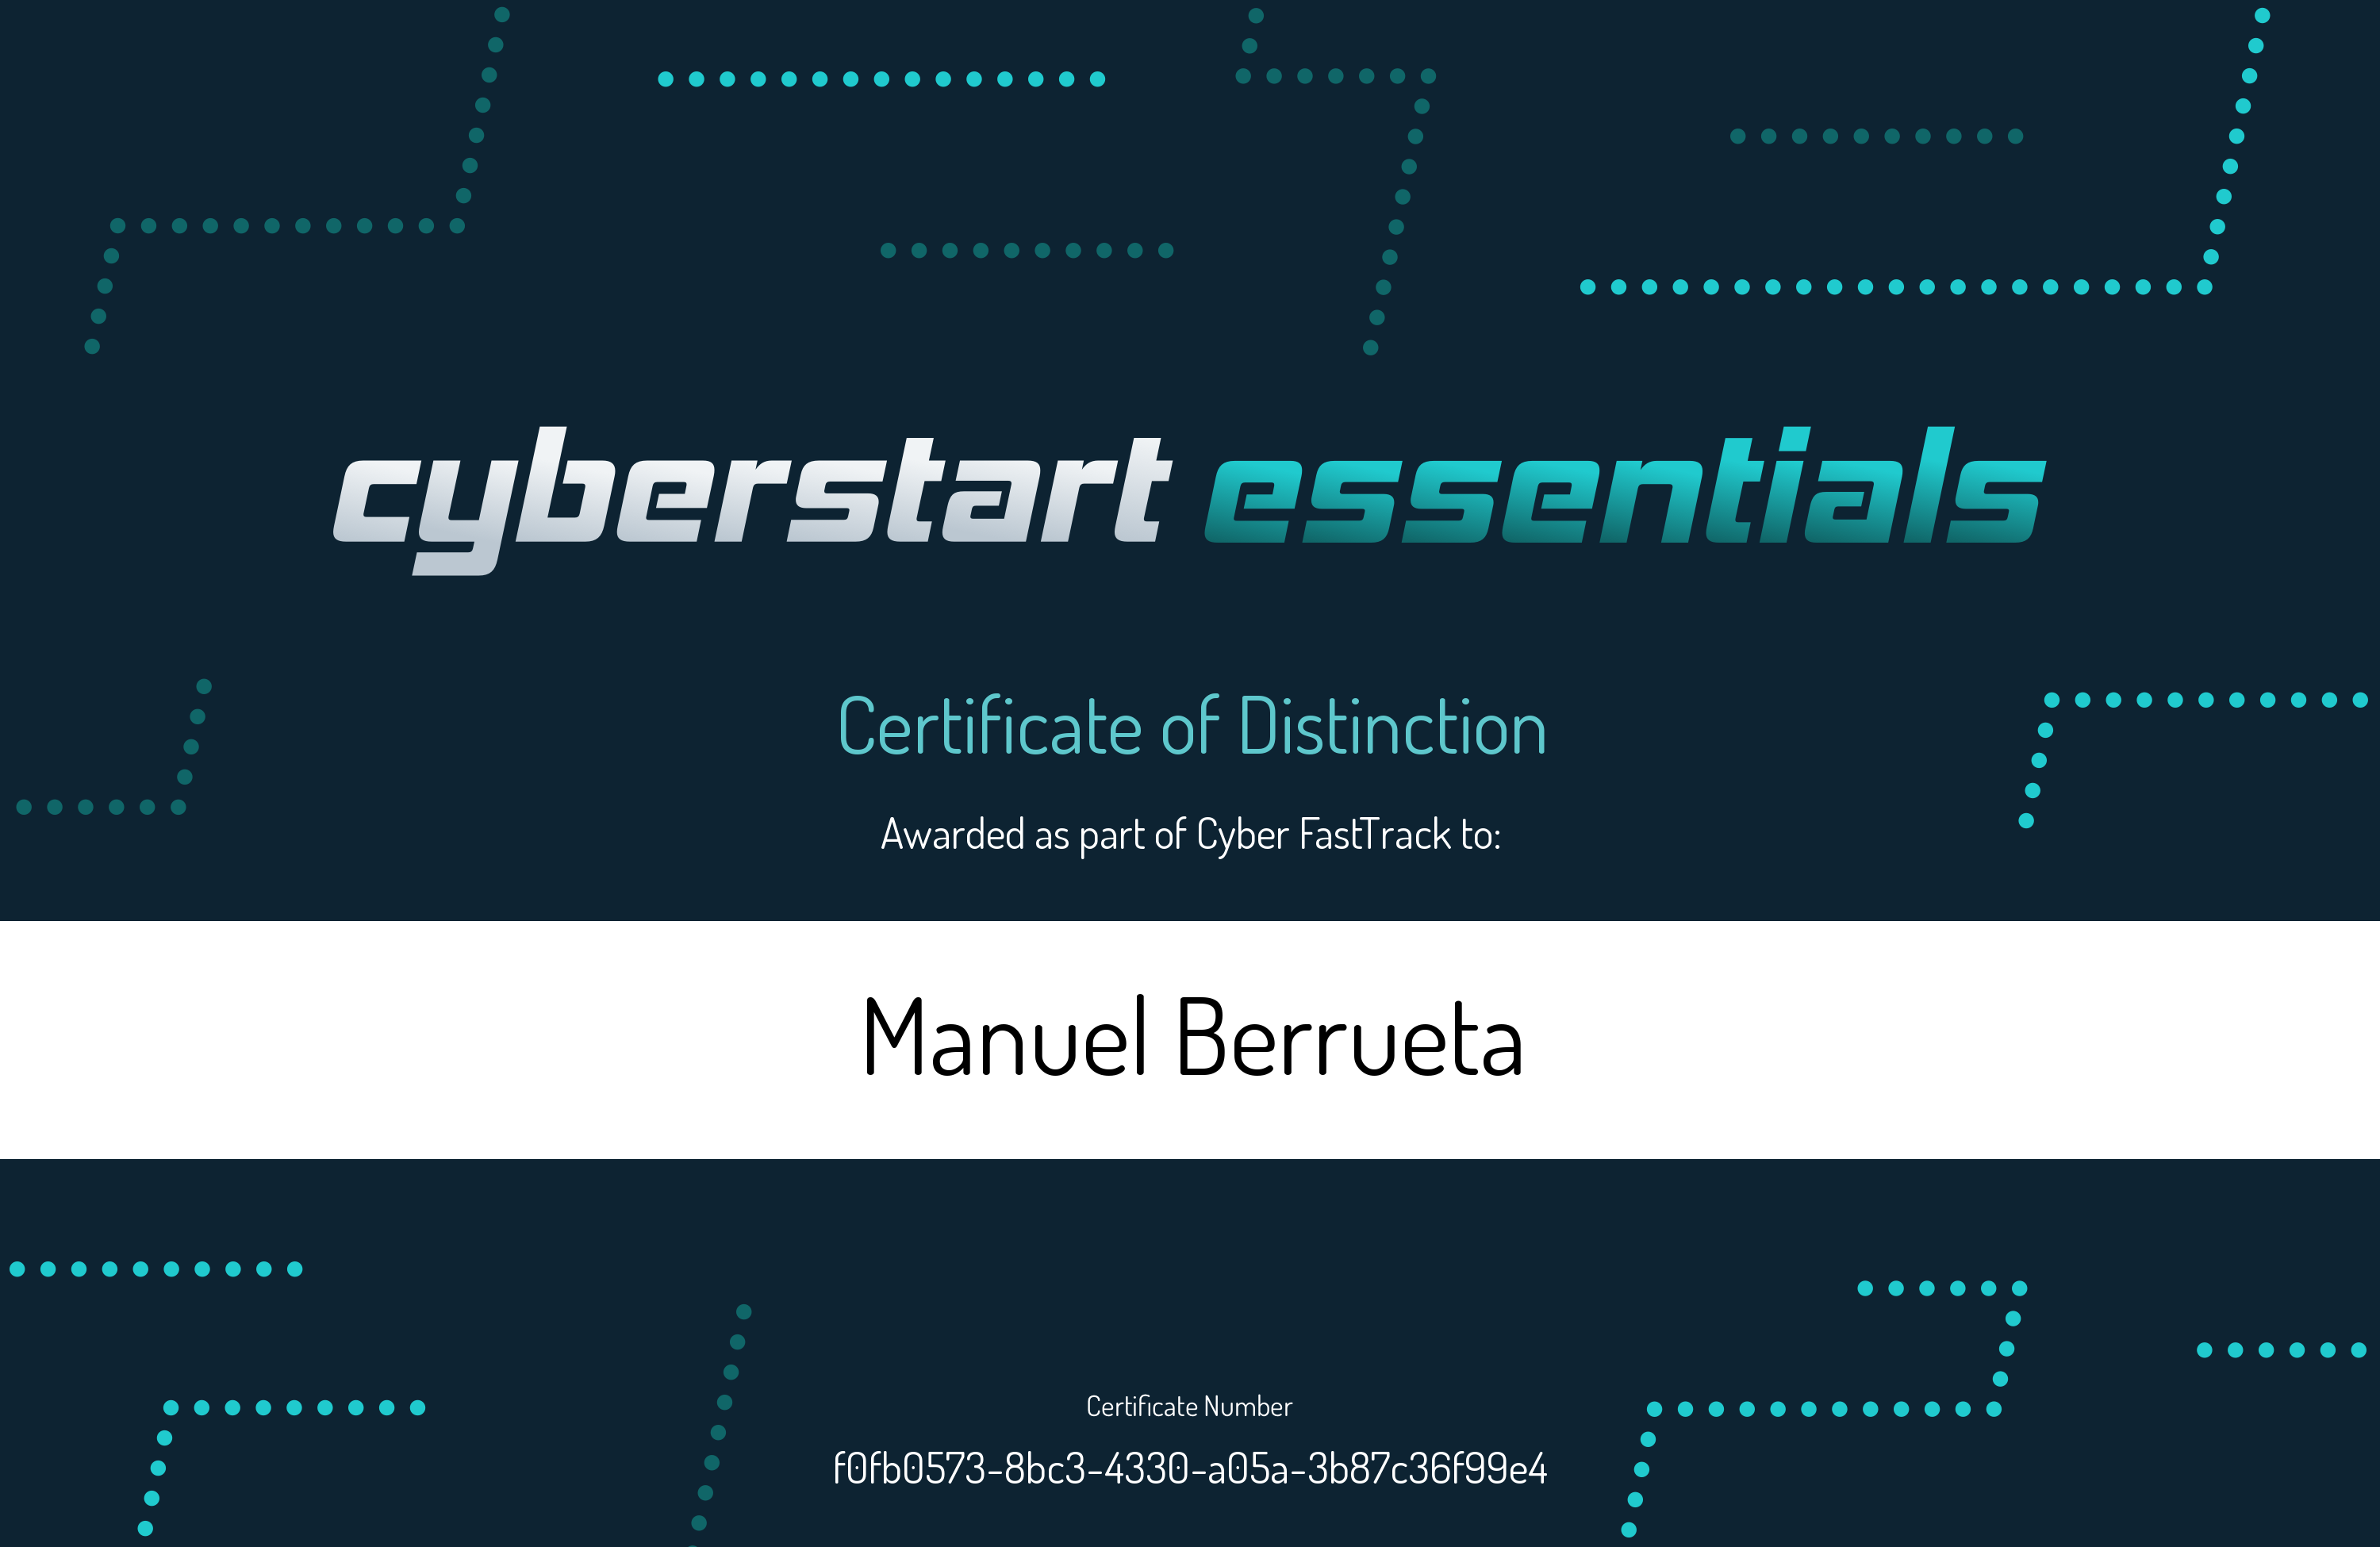 cyberstart essentials
Certificate of Distinction
Awarded as part of Cyber FastTrack to:
Manuel Berrueta
Certificate Number
f0fb0573-8bc3-4330-a05a-3b87c36f99e4